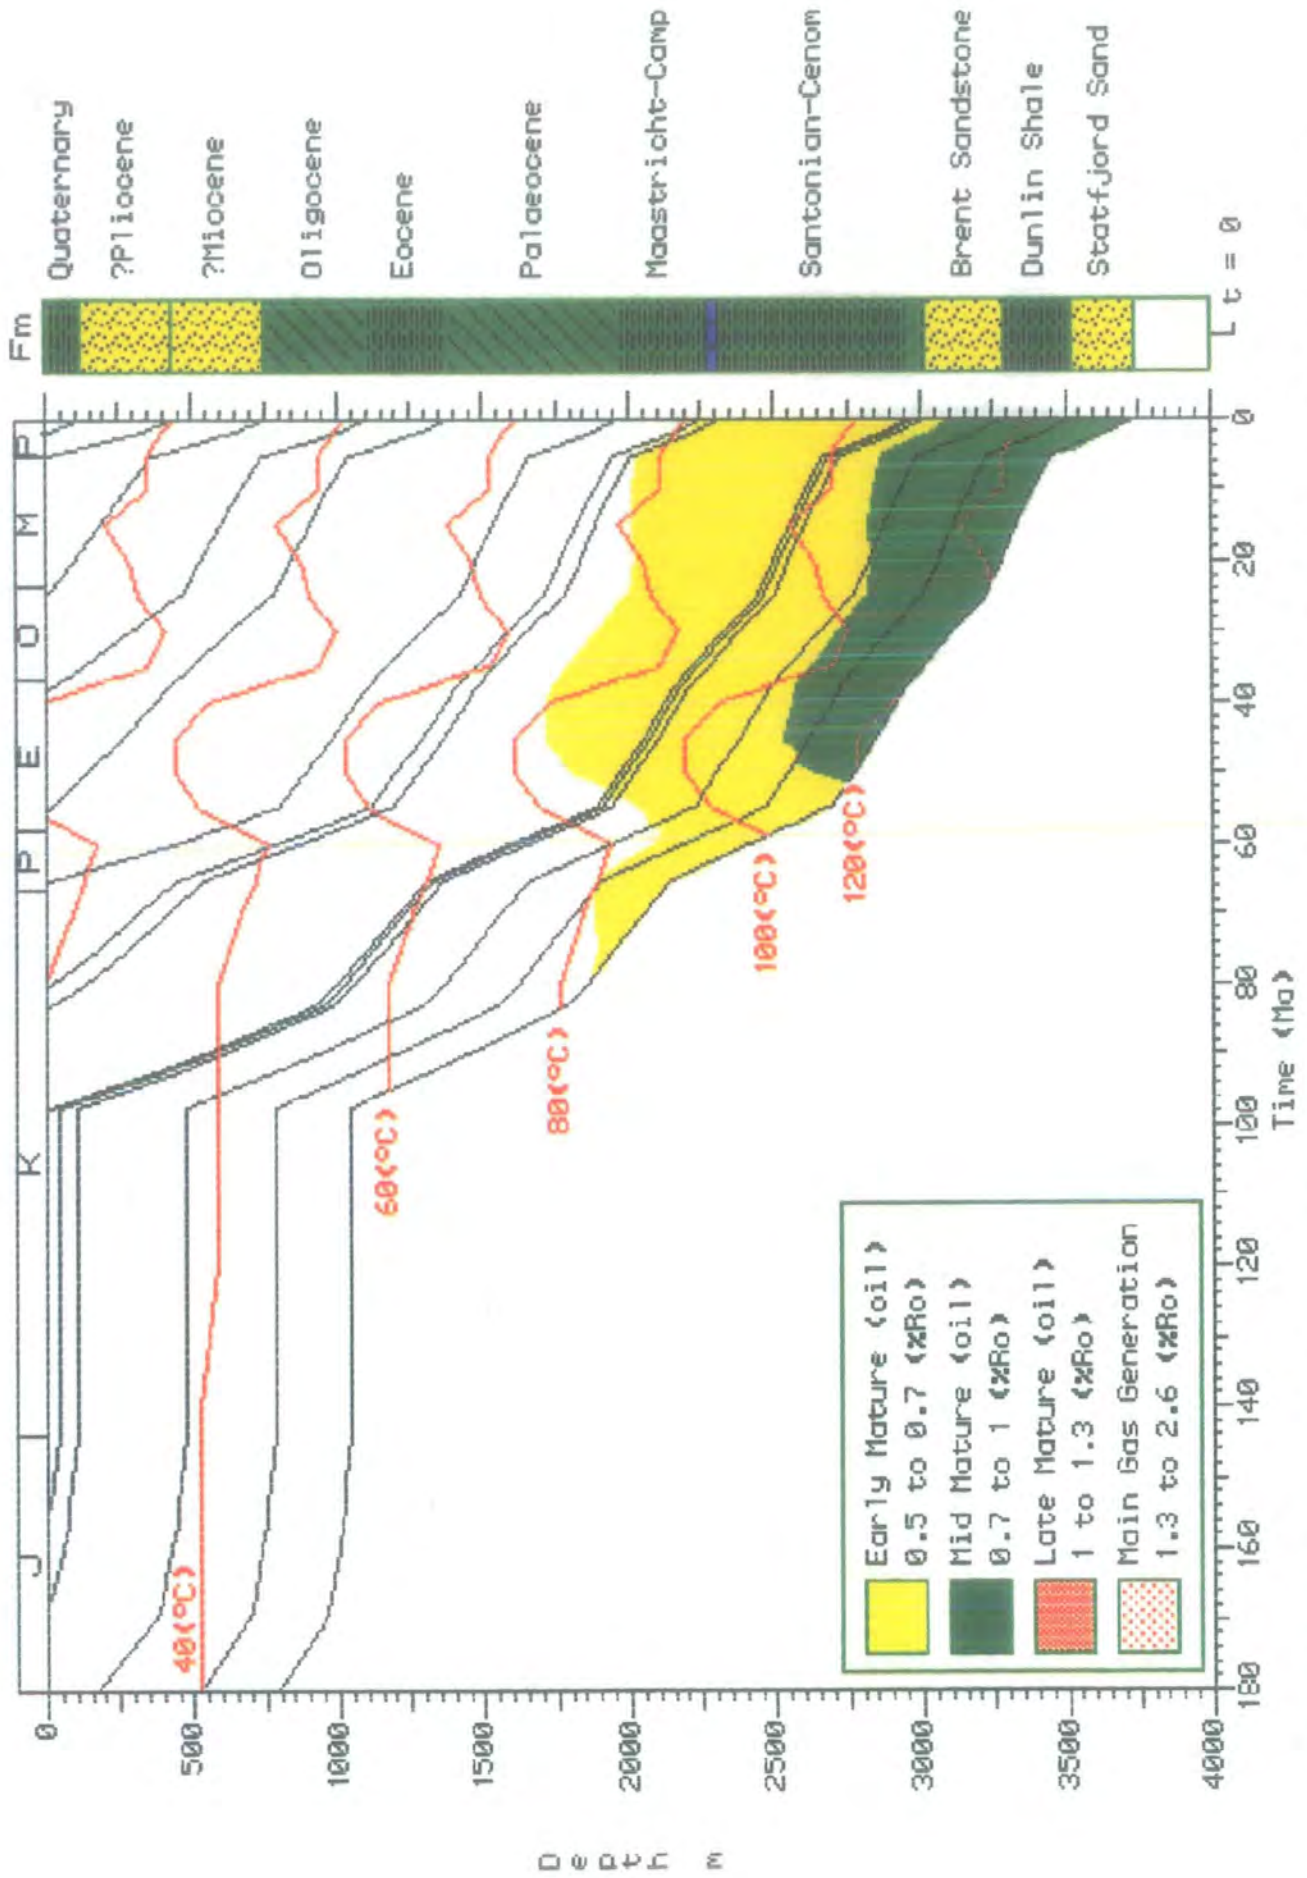 Fm
J
K
P
E
O
M
P
Quaternary
?Pliocene
?Miocene
Oligocene
Eocene
Palaeocene
Maastricht-Camp
Santonian-Cenom
Brent Sandstone
Dunlin Shale
Statfjord Sand
t = 0
0
500
1000
1500
2000
2500
3000
3500
4000
Depth m
40(°C)
60(°C)
80(°C)
100(°C)
120(°C)
Early Mature (oil)
0.5 to 0.7 (%Ro)
Mid Mature (oil)
0.7 to 1 (%Ro)
Late Mature (oil)
1 to 1.3 (%Ro)
Main Gas Generation
1.3 to 2.6 (%Ro)
180
160
140
120
100
80
60
40
20
0
Time (Ma)